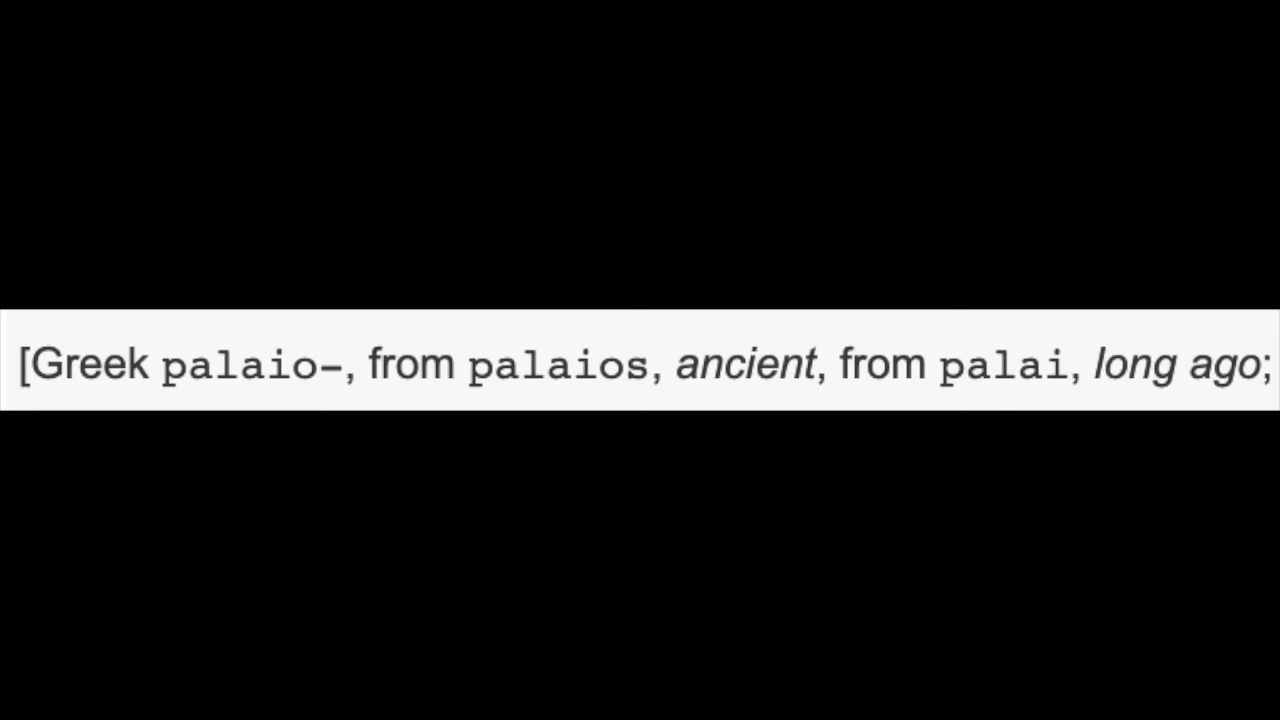 [Greek palaio-, from palaios, ancient, from palai, long ago;